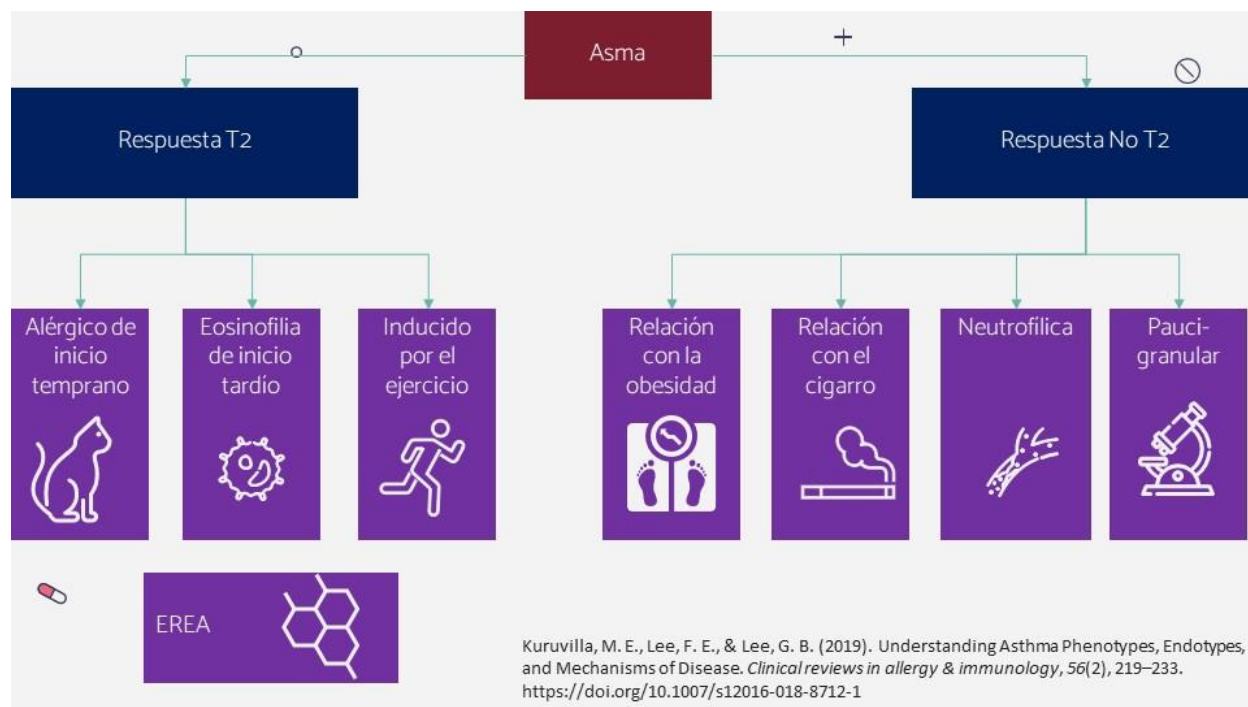 Asma
Respuesta T2
Respuesta No T2
Alérgico de
inicio
temprano
Eosinofilia
de inicio
tardío
Inducido
por el
ejercicio
Relación
con la
obesidad
Relación
con el
cigarro
Neutrofílica
Pauci-
granular
EREA
Kuruvilla, M. E., Lee, F. E., & Lee, G. B. (2019). Understanding Asthma Phenotypes, Endotypes,
and Mechanisms of Disease. Clinical reviews in allergy & immunology, 56(2), 219–233.
https://doi.org/10.1007/s12016-018-8712-1